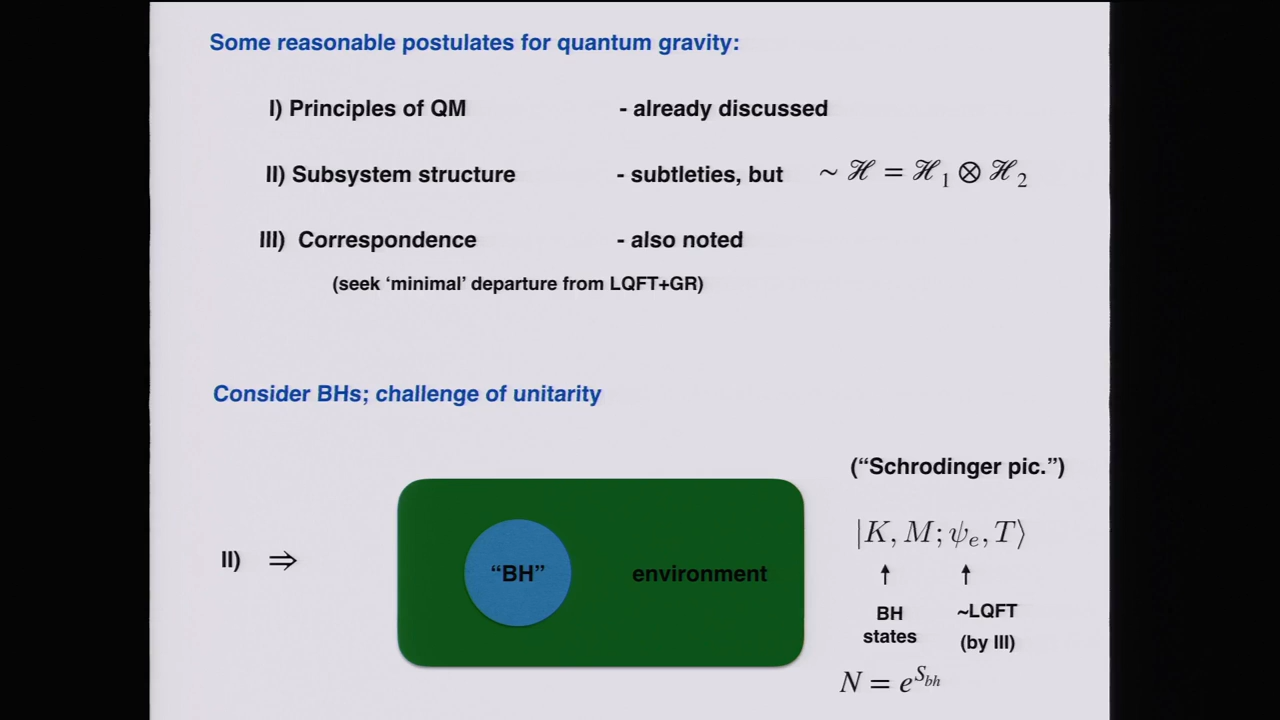 Some reasonable postulates for quantum gravity:
I) Principles of QM - already discussed
II) Subsystem structure - subtleties, but ~ ℋ = ℋ₁ ⊗ ℋ₂
III) Correspondence - also noted
(seek ‘minimal’ departure from LQFT+GR)
Consider BHs; challenge of unitarity
(“Schrodinger pic.”)
|K, M; ψₑ, T⟩
II) ⇒ “BH” environment
↑ ↑
BH ~LQFT
states (by III)
N = e^{S_{bh}}